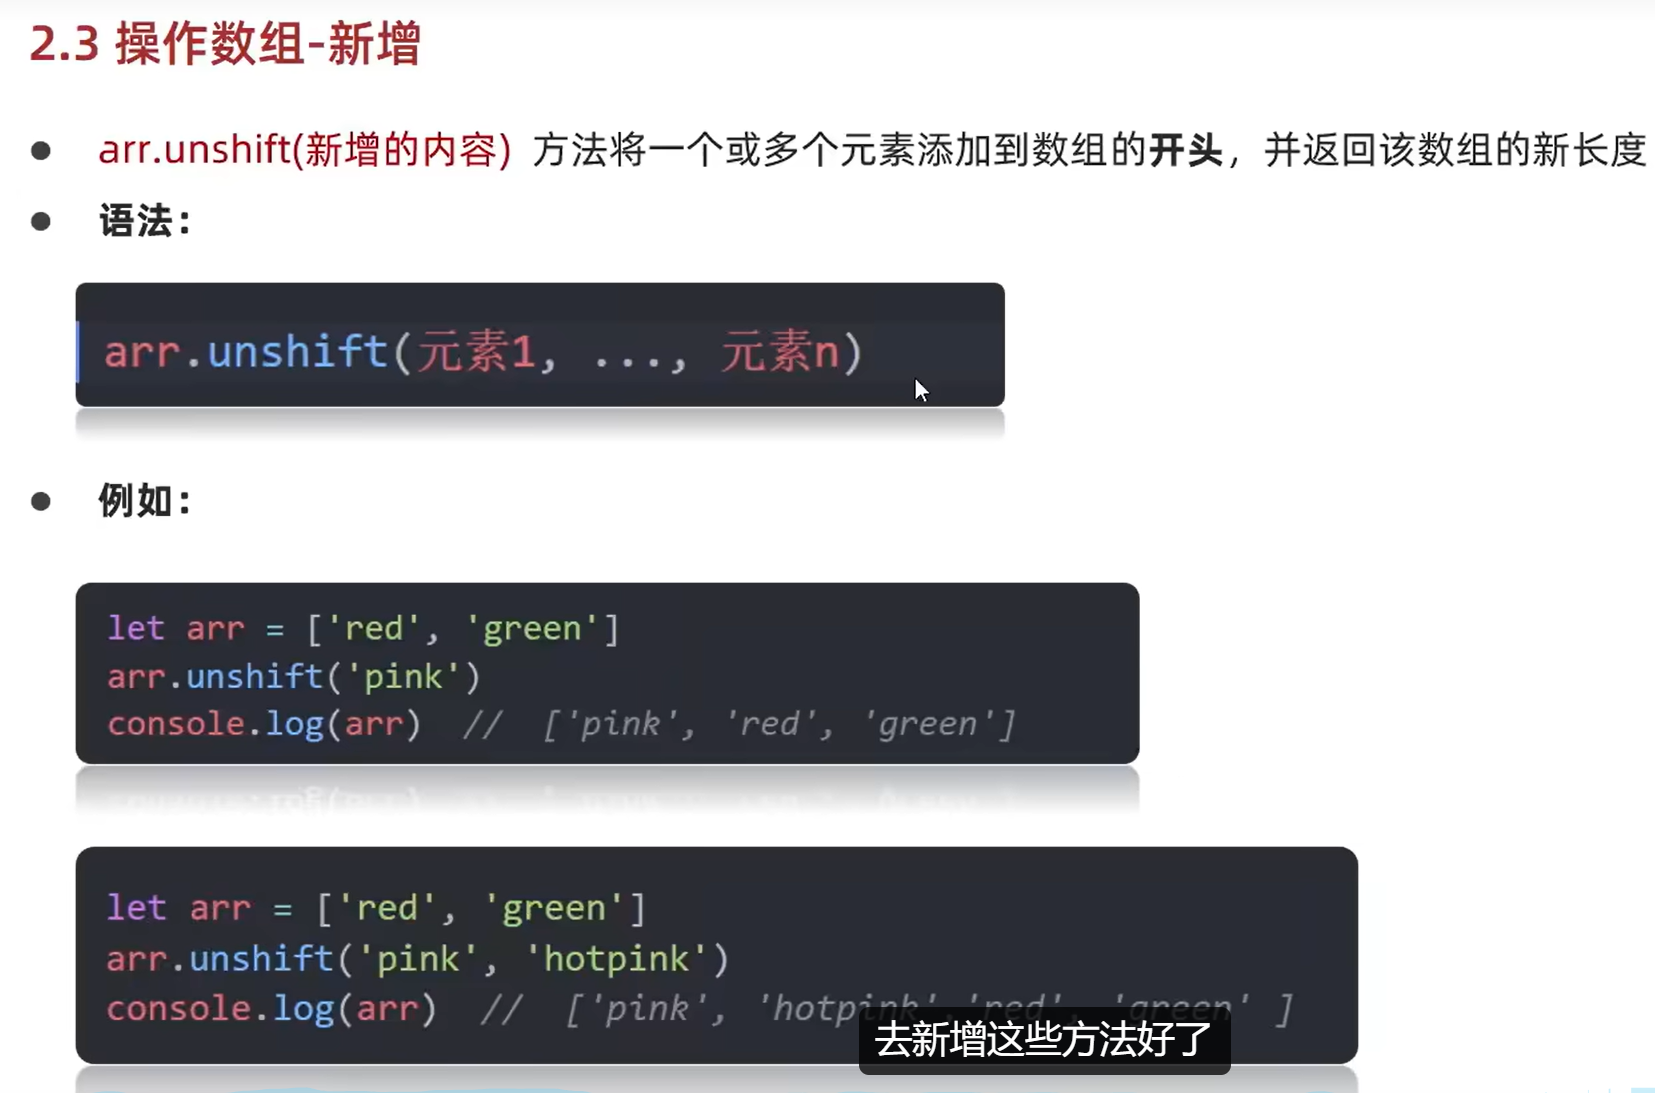 2.3 操作数组-新增
● arr.unshift(新增的内容) 方法将一个或多个元素添加到数组的开头，并返回该数组的新长度
● 语法：
arr.unshift(元素1, ..., 元素n)
● 例如：
let arr = ['red', 'green']
arr.unshift('pink')
console.log(arr)  //  ['pink', 'red', 'green']
let arr = ['red', 'green']
arr.unshift('pink', 'hotpink')
console.log(arr)  //  ['pink', 'hotpink','red', 'green' ]
去新增这些方法好了